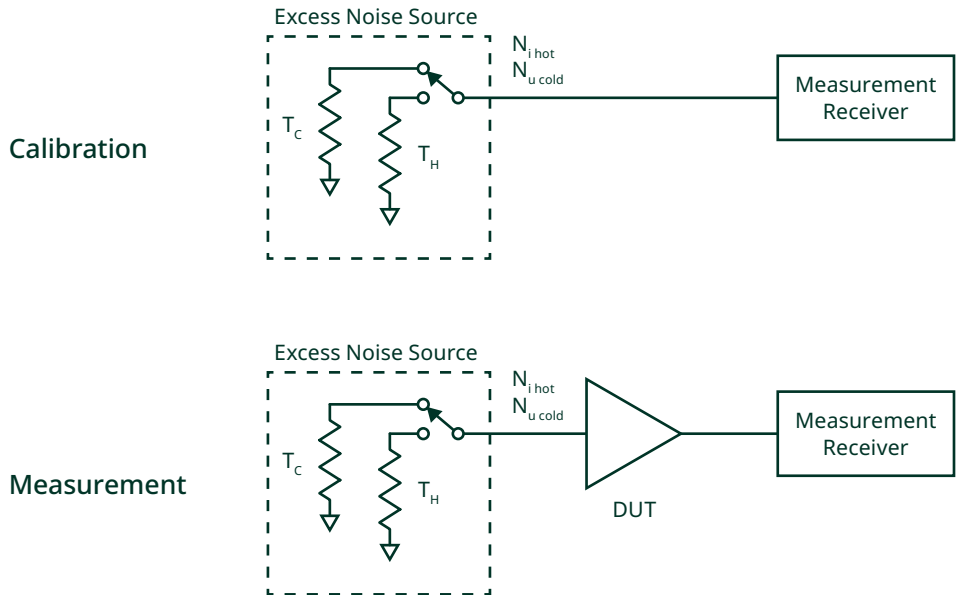 Excess Noise Source
N i hot
N u cold
Measurement
Receiver
T C
T H
Calibration
Excess Noise Source
N i hot
N u cold
Measurement
Receiver
T C
T H
Measurement
DUT